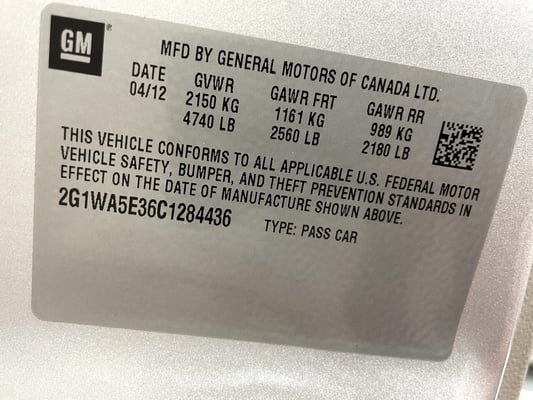 GM ®
MFD BY GENERAL MOTORS OF CANADA LTD.
DATE GVWR GAWR FRT GAWR RR
04/12 2150 KG 1161 KG 989 KG
4740 LB 2560 LB 2180 LB
THIS VEHICLE CONFORMS TO ALL APPLICABLE U.S. FEDERAL MOTOR
VEHICLE SAFETY, BUMPER, AND THEFT PREVENTION STANDARDS IN
EFFECT ON THE DATE OF MANUFACTURE SHOWN ABOVE.
2G1WA5E36C1284436 TYPE: PASS CAR